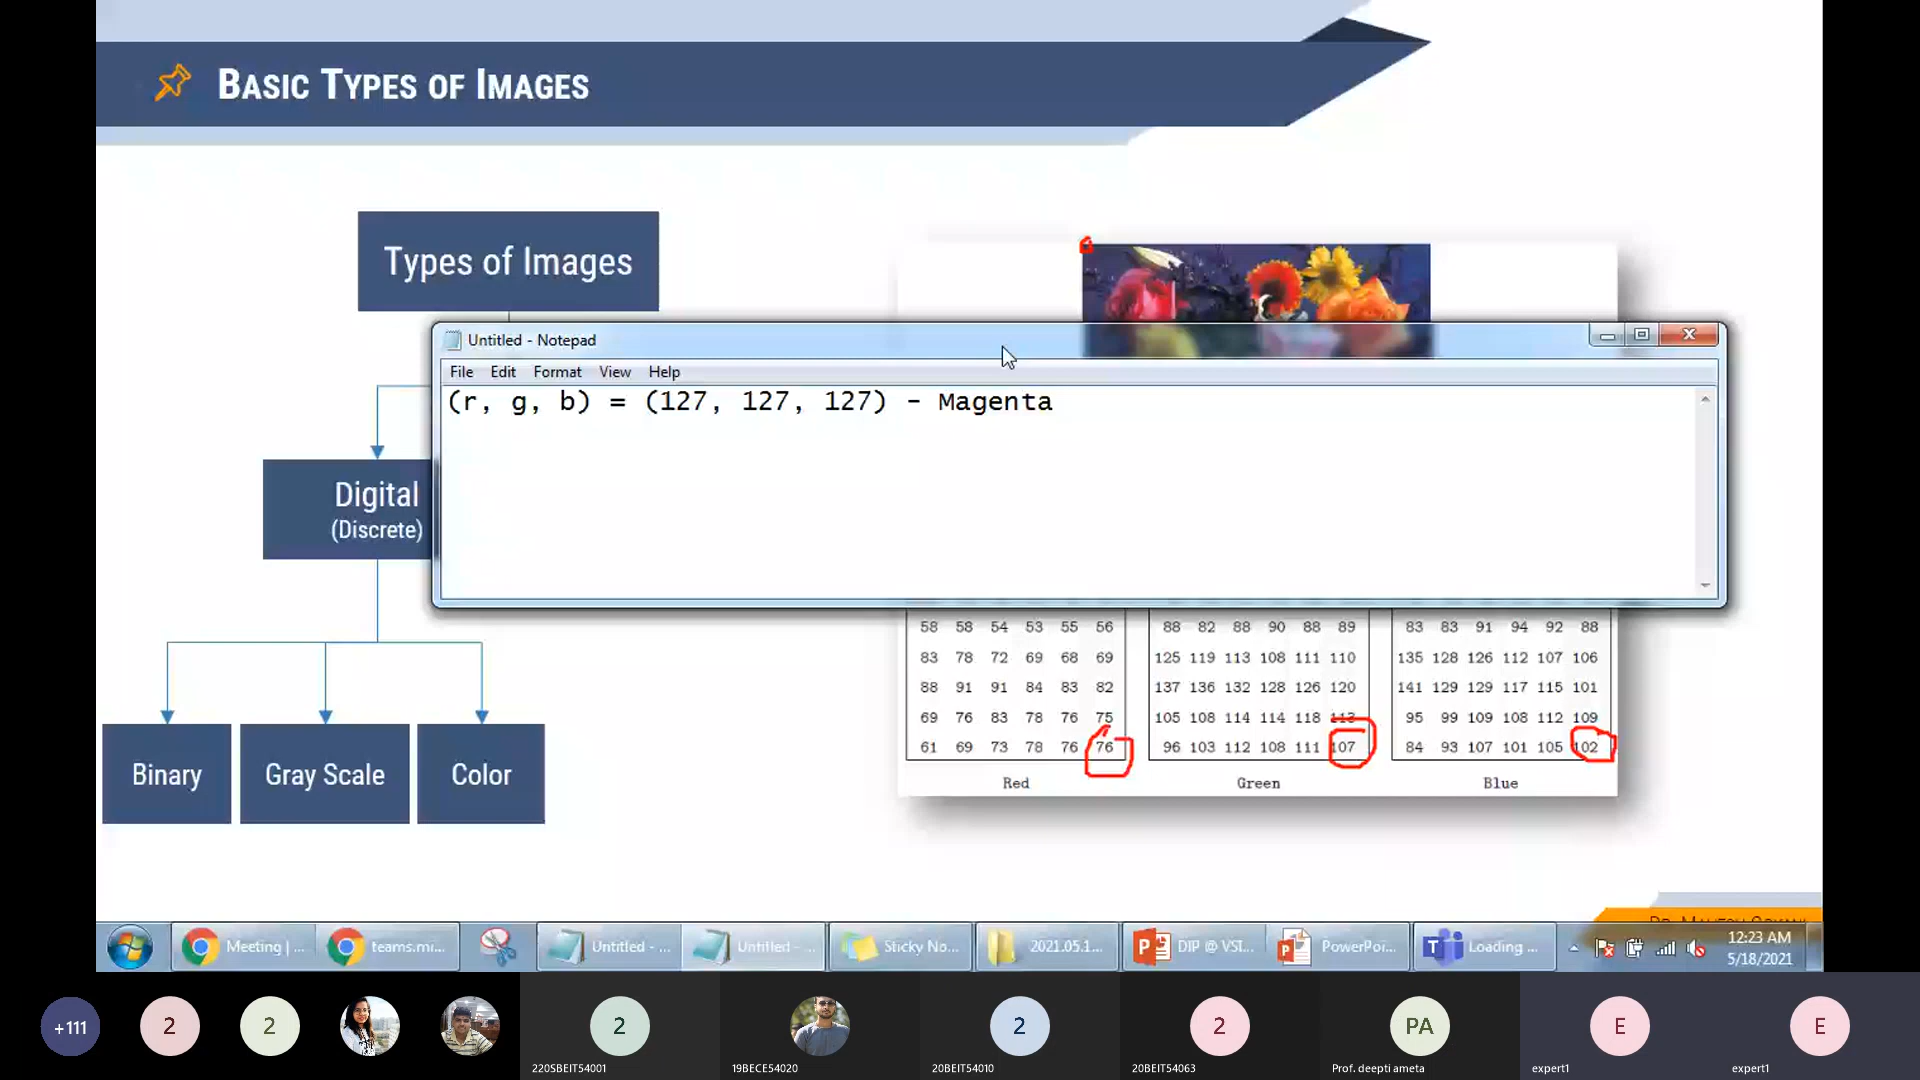 BASIC TYPES OF IMAGES
Types of Images
Untitled - Notepad
File Edit Format View Help
(r, g, b) = (127, 127, 127) - Magenta
Digital
(Discrete)
Binary
Gray Scale
Color
58 58 54 53 55 56
83 78 72 69 68 69
88 91 91 84 83 82
69 76 83 78 76 75
61 69 73 78 76 76
Red
88 82 88 90 88 89
125 119 113 108 111 110
137 136 132 128 126 120
105 108 114 114 118 113
96 103 112 108 111 107
Green
83 83 91 94 92 88
135 128 126 112 107 106
141 129 129 117 115 101
95 99 109 108 112 109
84 93 107 101 105 102
Blue
Meeting | ...
teams.mi...
Untitled - ...
Untitled - ...
Sticky No...
2021.05.1...
DIP @ VSI...
PowerPoi...
Loading ...
12:23 AM
5/18/2021
+111
2
2
2
220SBEIT54001
19BECE54020
2
20BEIT54010
2
20BEIT54063
PA
Prof. deepti ameta
E
expert1
E
expert1